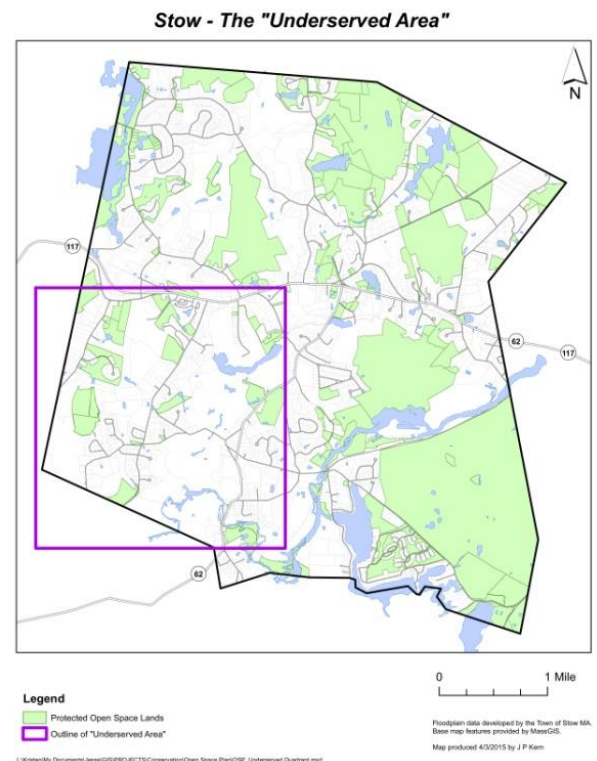 Stow - The "Underserved Area"
N
117
62
117
62
0 1 Mile
Legend
Protected Open Space Lands
Outline of "Underserved Area"
Floodplain data developed by the Town of Stow MA.
Base map features provided by MassGIS.
Map produced 4/3/2015 by J P Kern